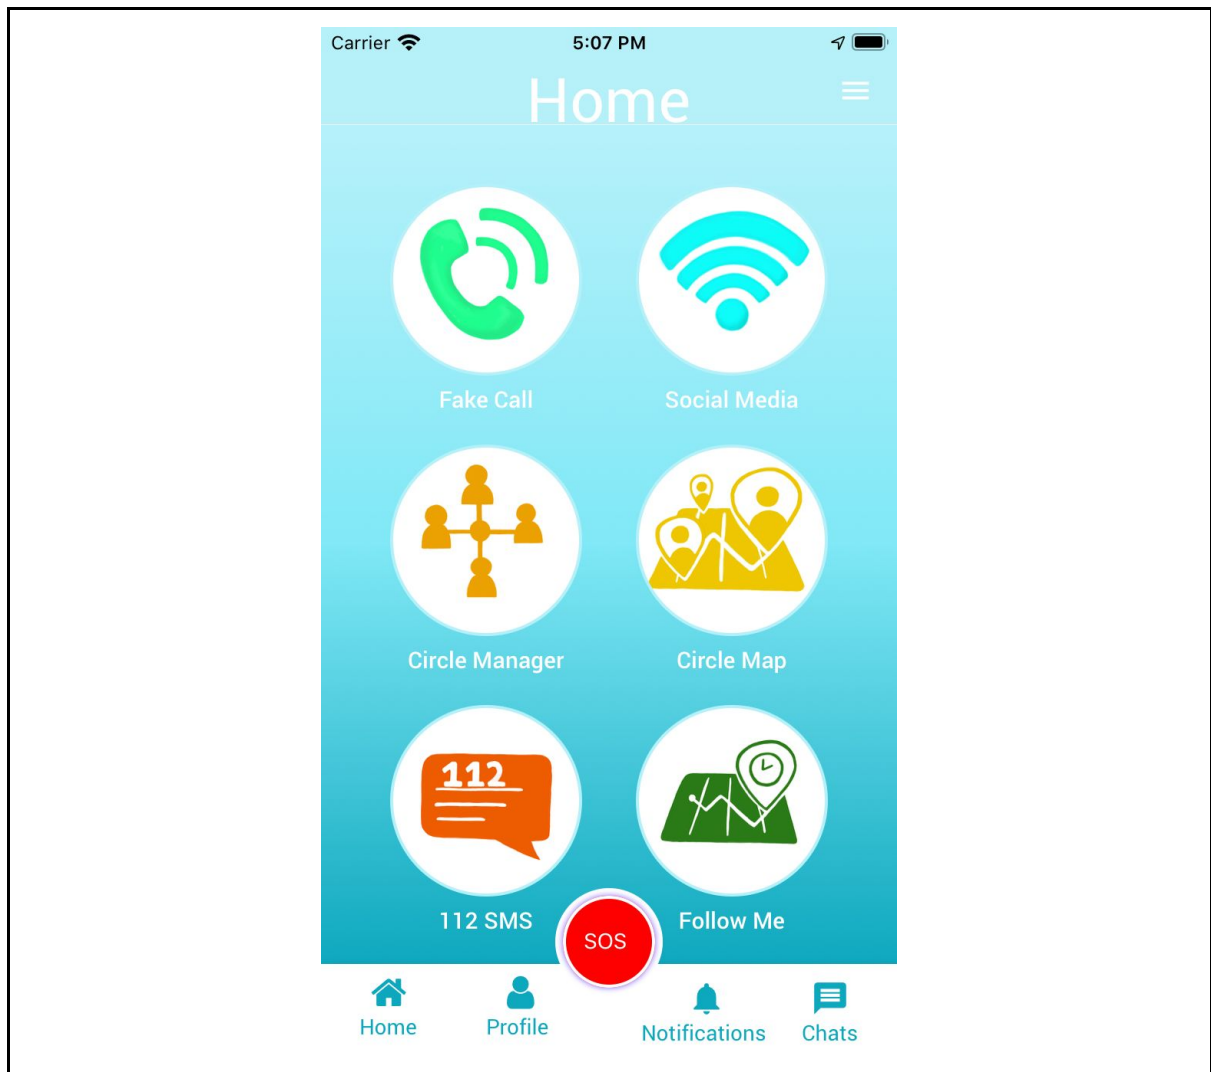 Carrier 5:07 PM
Home
Fake Call Social Media
Circle Manager Circle Map
112
112 SMS Follow Me
SOS
Home Profile Notifications Chats